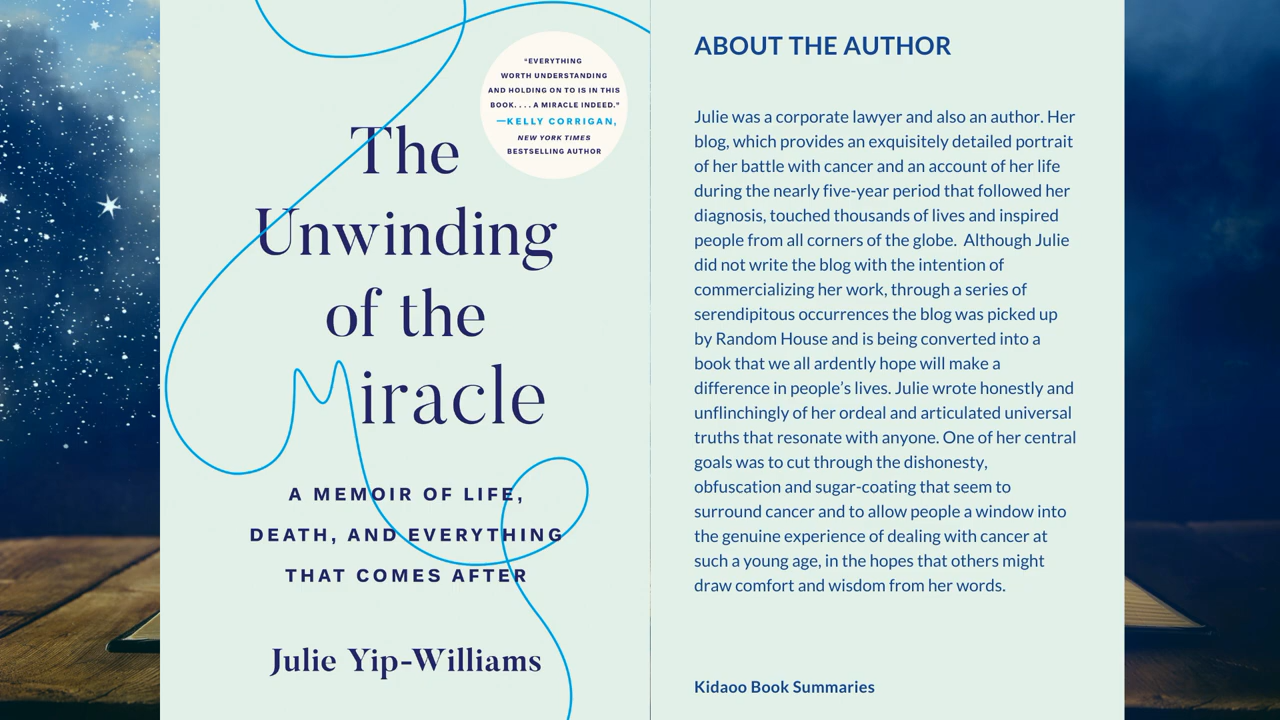 "EVERYTHING
WORTH UNDERSTANDING
AND HOLDING ON TO IS IN THIS
BOOK. . . . A MIRACLE INDEED."
—KELLY CORRIGAN,
NEW YORK TIMES
BESTSELLING AUTHOR
The
Unwinding
of the
Miracle
A MEMOIR OF LIFE,
DEATH, AND EVERYTHING
THAT COMES AFTER
Julie Yip-Williams
ABOUT THE AUTHOR
Julie was a corporate lawyer and also an author. Her
blog, which provides an exquisitely detailed portrait
of her battle with cancer and an account of her life
during the nearly five-year period that followed her
diagnosis, touched thousands of lives and inspired
people from all corners of the globe.  Although Julie
did not write the blog with the intention of
commercializing her work, through a series of
serendipitous occurrences the blog was picked up
by Random House and is being converted into a
book that we all ardently hope will make a
difference in people’s lives. Julie wrote honestly and
unflinchingly of her ordeal and articulated universal
truths that resonate with anyone. One of her central
goals was to cut through the dishonesty,
obfuscation and sugar-coating that seem to
surround cancer and to allow people a window into
the genuine experience of dealing with cancer at
such a young age, in the hopes that others might
draw comfort and wisdom from her words.
Kidaoo Book Summaries